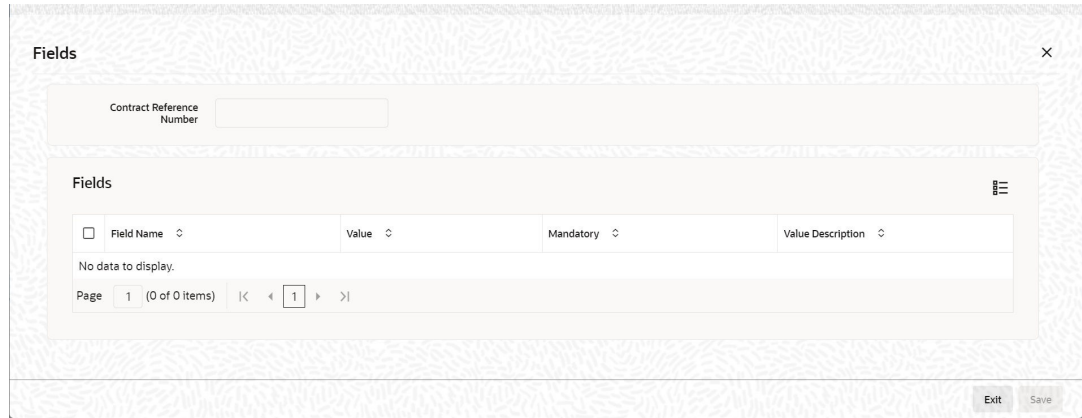 Fields
Contract Reference
Number
Fields
Field Name Value Mandatory Value Description
No data to display.
Page 1 (0 of 0 items) 1
Exit Save